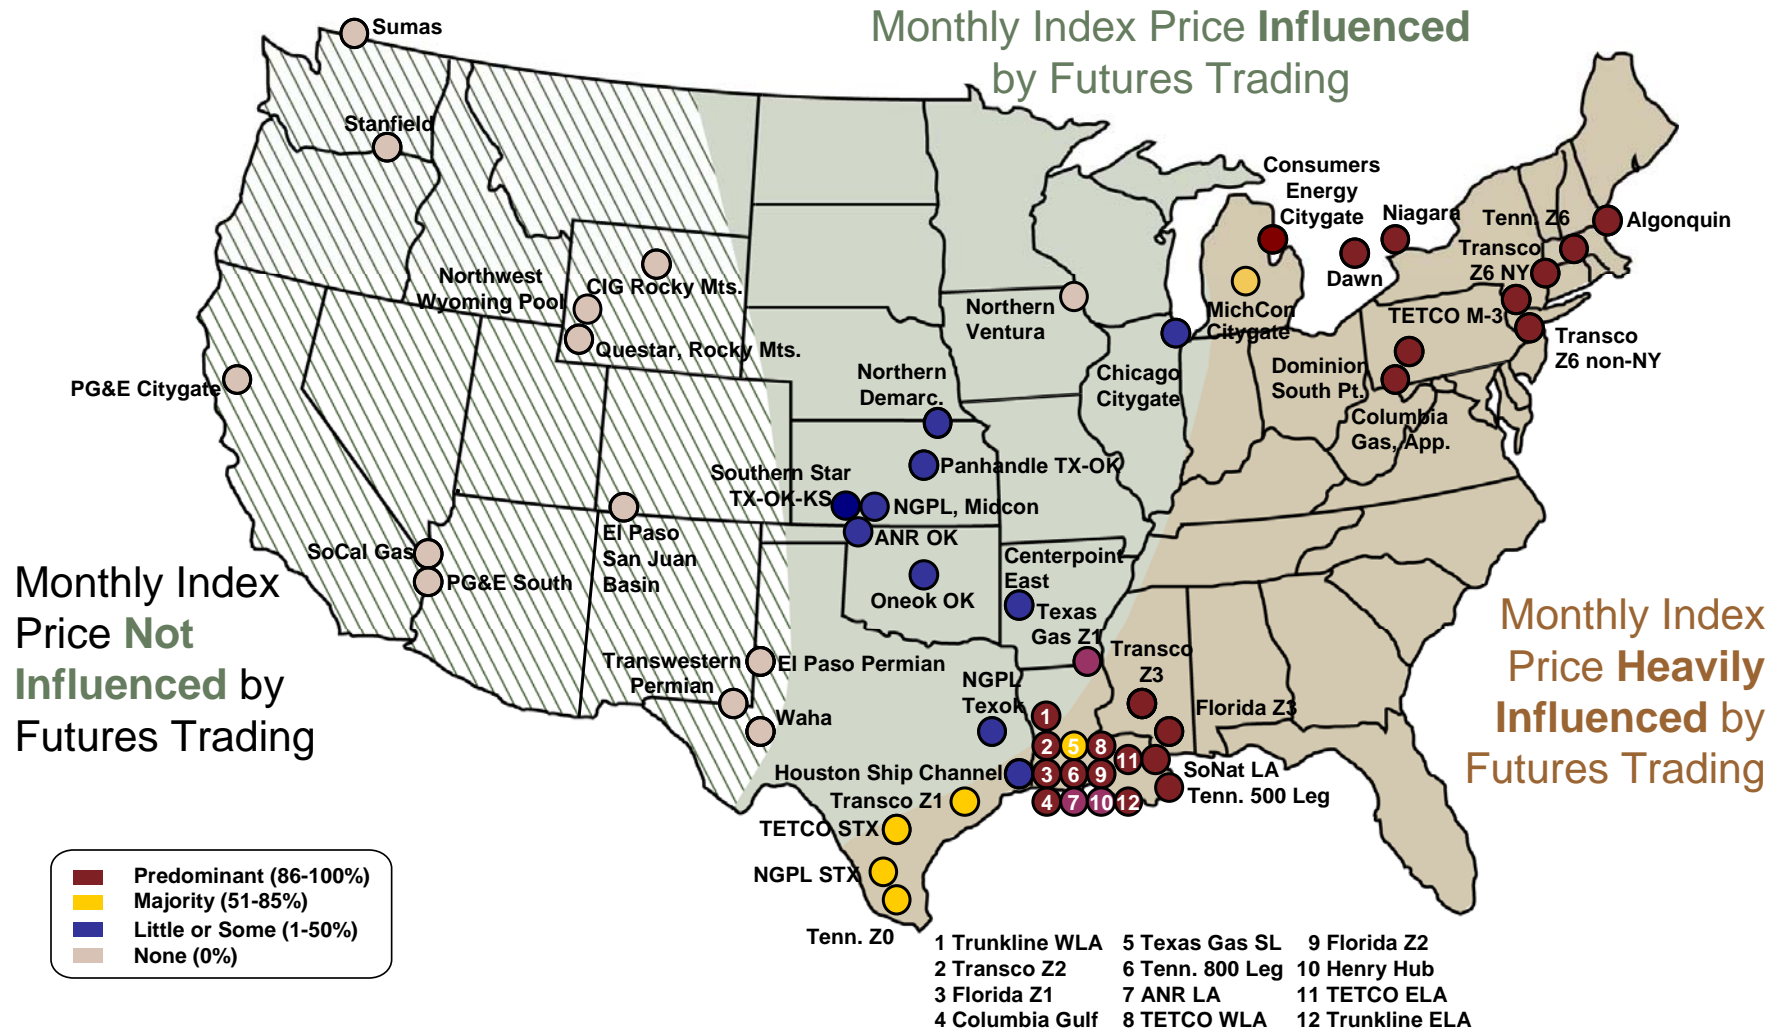 Monthly Index Price Influenced
by Futures Trading
Sumas
Stanfield
Consumers
Energy
Citygate
Niagara
Tenn. Z6
Algonquin
Transco
Z6 NY
Dawn
Northwest
Wyoming Pool
CIG Rocky Mts.
Northern
Ventura
MichCon
Citygate
TETCO M-3
Transco
Z6 non-NY
Questar, Rocky Mts.
PG&E Citygate
Northern
Demarc.
Chicago
Citygate
Dominion
South Pt.
Columbia
Gas, App.
Southern Star
TX-OK-KS
Panhandle TX-OK
NGPL, Midcon
ANR OK
El Paso
San Juan
Basin
SoCal Gas
PG&E South
Oneok OK
Centerpoint
East
Texas
Gas Z1
Monthly Index
Price Not
Influenced by
Futures Trading
Monthly Index
Price Heavily
Influenced by
Futures Trading
Transwestern
Permian
El Paso Permian
Waha
NGPL
Texok
Transco
Z3
Florida Z3
1
2 5 8
11
3 6 9
4 7 10 12
Houston Ship Channel
SoNat LA
Tenn. 500 Leg
Transco Z1
TETCO STX
NGPL STX
Tenn. Z0
Predominant (86-100%)
Majority (51-85%)
Little or Some (1-50%)
None (0%)
1 Trunkline WLA 5 Texas Gas SL 9 Florida Z2
2 Transco Z2 6 Tenn. 800 Leg 10 Henry Hub
3 Florida Z1 7 ANR LA 11 TETCO ELA
4 Columbia Gulf 8 TETCO WLA 12 Trunkline ELA